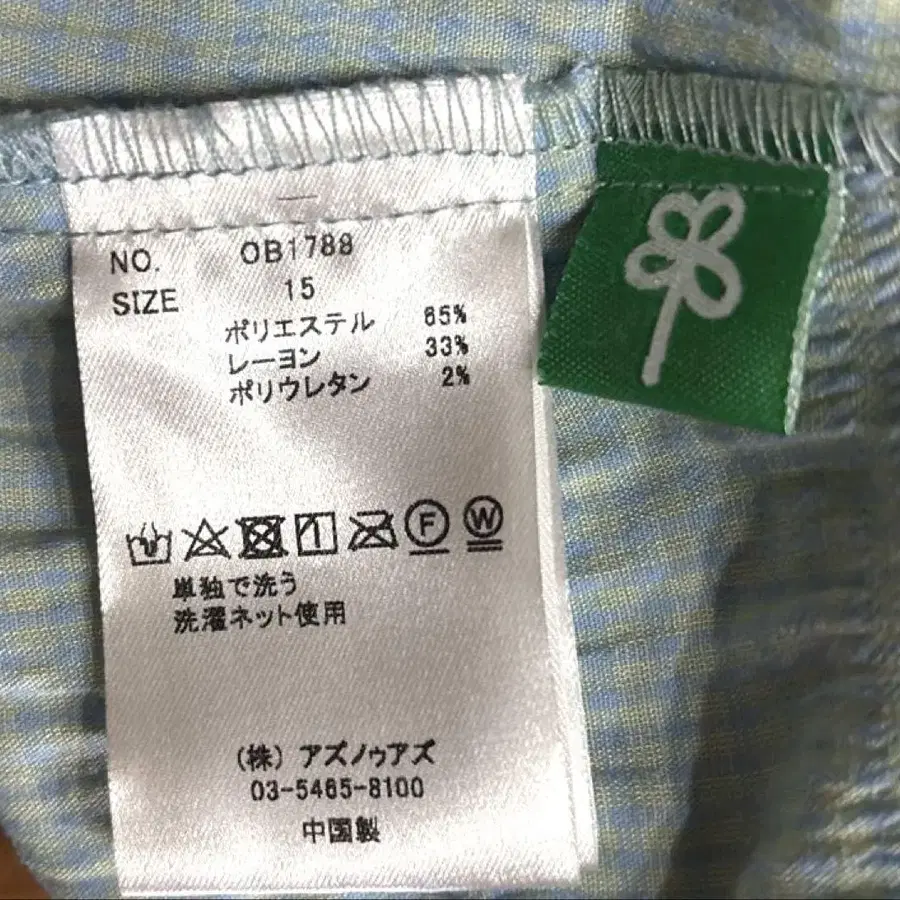 NO. OB1788
SIZE 15
ポリエステル 65%
レーヨン 33%
ポリウレタン 2%
F W
単独で洗う
洗濯ネット使用
(株) アズノゥアズ
03-5465-8100
中国製